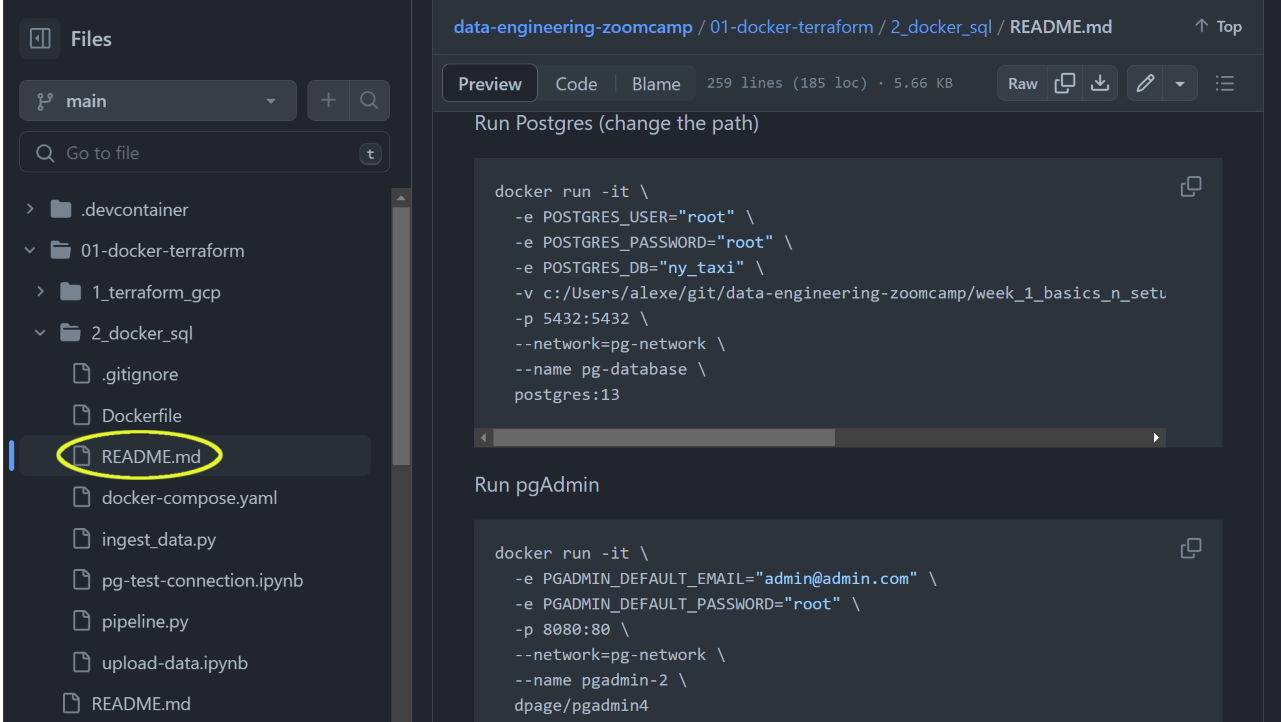 Files
main
Go to file
t
.devcontainer
01-docker-terraform
1_terraform_gcp
2_docker_sql
.gitignore
Dockerfile
README.md
docker-compose.yaml
ingest_data.py
pg-test-connection.ipynb
pipeline.py
upload-data.ipynb
README.md
data-engineering-zoomcamp / 01-docker-terraform / 2_docker_sql / README.md
Top
Preview Code Blame 259 lines (185 loc) · 5.66 KB Raw
Run Postgres (change the path)
docker run -it \
  -e POSTGRES_USER="root" \
  -e POSTGRES_PASSWORD="root" \
  -e POSTGRES_DB="ny_taxi" \
  -v c:/Users/alexe/git/data-engineering-zoomcamp/week_1_basics_n_setu
  -p 5432:5432 \
  --network=pg-network \
  --name pg-database \
  postgres:13
Run pgAdmin
docker run -it \
  -e PGADMIN_DEFAULT_EMAIL="admin@admin.com" \
  -e PGADMIN_DEFAULT_PASSWORD="root" \
  -p 8080:80 \
  --network=pg-network \
  --name pgadmin-2 \
  dpage/pgadmin4